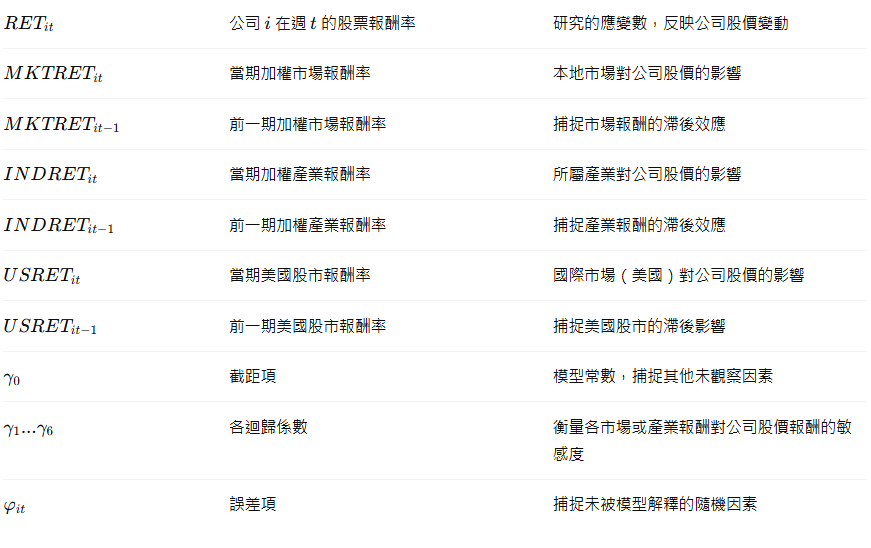 RET_{it} 公司 i 在週 t 的股票報酬率 研究的應變數，反映公司股價變動
MKTRET_{it} 當期加權市場報酬率 本地市場對公司股價的影響
MKTRET_{it-1} 前一期加權市場報酬率 捕捉市場報酬的滯後效應
INDRET_{it} 當期加權產業報酬率 所屬產業對公司股價的影響
INDRET_{it-1} 前一期加權產業報酬率 捕捉產業報酬的滯後效應
USRET_{it} 當期美國股市報酬率 國際市場（美國）對公司股價的影響
USRET_{it-1} 前一期美國股市報酬率 捕捉美國股市的滯後影響
γ_0 截距項 模型常數，捕捉其他未觀察因素
γ_1...γ_6 各迴歸係數 衡量各市場或產業報酬對公司股價報酬的敏
感度
φ_{it} 誤差項 捕捉未被模型解釋的隨機因素